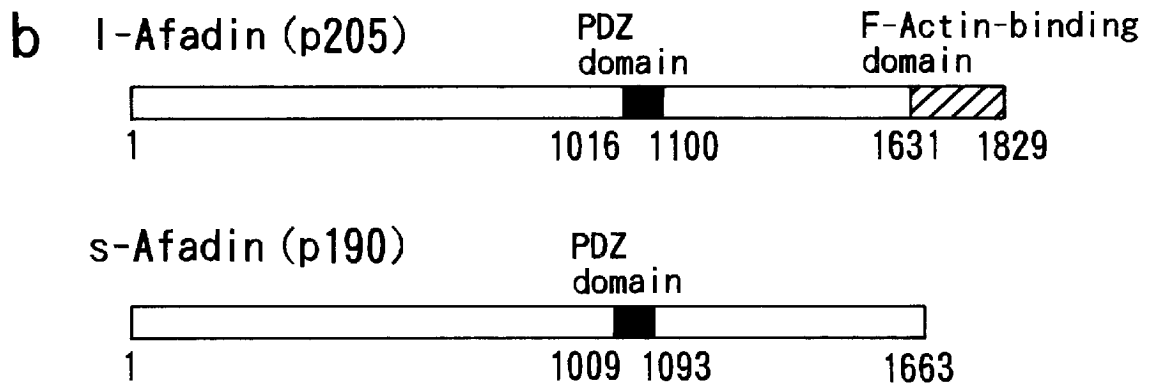 b
l-Afadin (p205)
PDZ domain
F-Actin-binding domain
1 1016 1100 1631 1829
s-Afadin (p190)
PDZ domain
1 1009 1093 1663